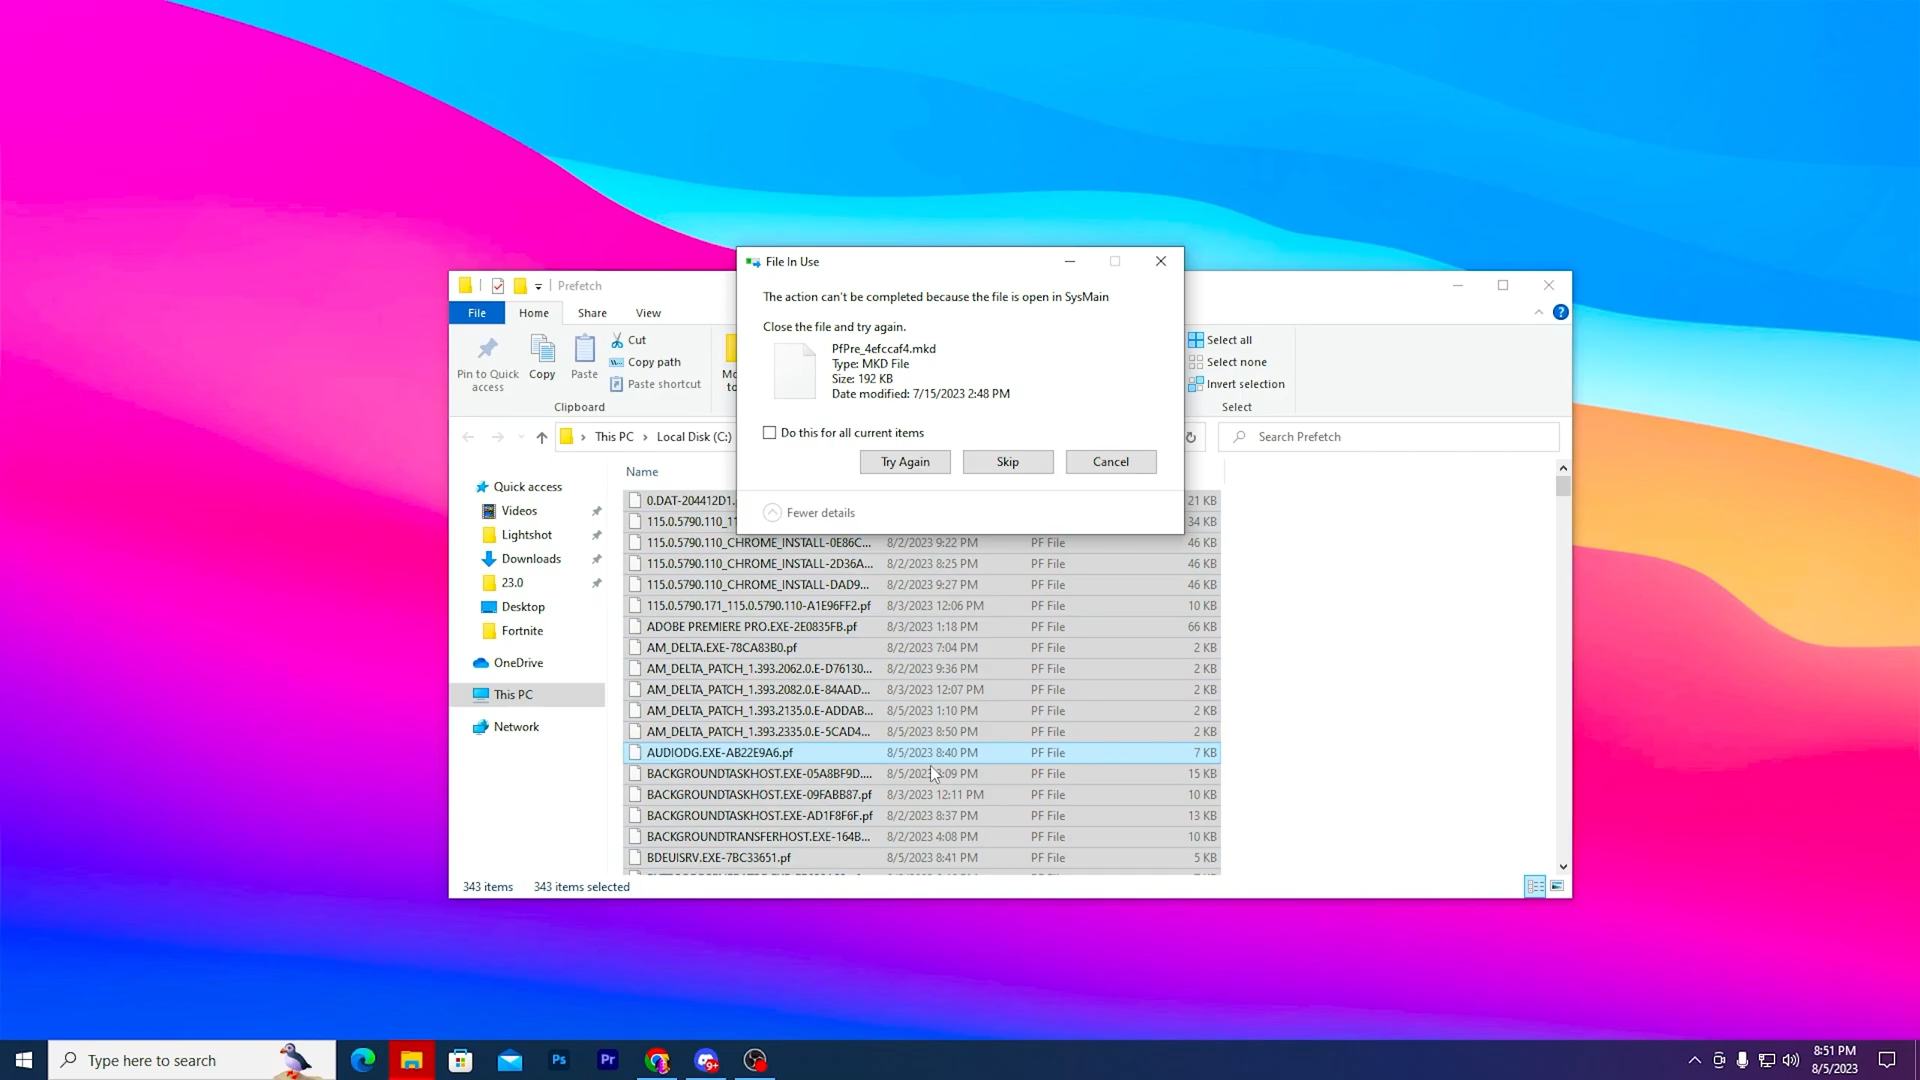 File In Use
The action can't be completed because the file is open in SysMain
Close the file and try again.
PfPre_4efccaf4.mkd
Type: MKD File
Size: 192 KB
Date modified: 7/15/2023 2:48 PM
Do this for all current items
Try Again Skip Cancel
Fewer details
Prefetch
File Home Share View
Pin to Quick access
Copy
Paste
Cut
Copy path
Paste shortcut
Clipboard
Select all
Select none
Invert selection
Select
This PC > Local Disk (C:)
Search Prefetch
Quick access
Videos
Lightshot
Downloads
23.0
Desktop
Fortnite
OneDrive
This PC
Network
Name
0.DAT-204412D1. 21 KB
115.0.5790.110_1 34 KB
115.0.5790.110_CHROME_INSTALL-0E86C... 8/2/2023 9:22 PM PF File 46 KB
115.0.5790.110_CHROME_INSTALL-2D36A... 8/2/2023 8:25 PM PF File 46 KB
115.0.5790.110_CHROME_INSTALL-DAD9... 8/2/2023 9:27 PM PF File 46 KB
115.0.5790.171_115.0.5790.110-A1E96FF2.pf 8/3/2023 12:06 PM PF File 10 KB
ADOBE PREMIERE PRO.EXE-2E0835FB.pf 8/3/2023 1:18 PM PF File 66 KB
AM_DELTA.EXE-78CA83B0.pf 8/2/2023 7:04 PM PF File 2 KB
AM_DELTA_PATCH_1.393.2062.0.E-D76130... 8/2/2023 9:36 PM PF File 2 KB
AM_DELTA_PATCH_1.393.2082.0.E-84AAD... 8/3/2023 12:07 PM PF File 2 KB
AM_DELTA_PATCH_1.393.2135.0.E-ADDAB... 8/5/2023 1:10 PM PF File 2 KB
AM_DELTA_PATCH_1.393.2335.0.E-5CAD4... 8/5/2023 8:50 PM PF File 2 KB
AUDIODG.EXE-AB22E9A6.pf 8/5/2023 8:40 PM PF File 7 KB
BACKGROUNDTASKHOST.EXE-05A8BF9D.... 8/5/2023 :09 PM PF File 15 KB
BACKGROUNDTASKHOST.EXE-09FABB87.pf 8/3/2023 12:11 PM PF File 10 KB
BACKGROUNDTASKHOST.EXE-AD1F8F6F.pf 8/2/2023 8:37 PM PF File 13 KB
BACKGROUNDTRANSFERHOST.EXE-164B... 8/2/2023 4:08 PM PF File 10 KB
BDEUISRV.EXE-7BC33651.pf 8/5/2023 8:41 PM PF File 5 KB
343 items 343 items selected
Type here to search
Ps
Pr
9+
8:51 PM
8/5/2023